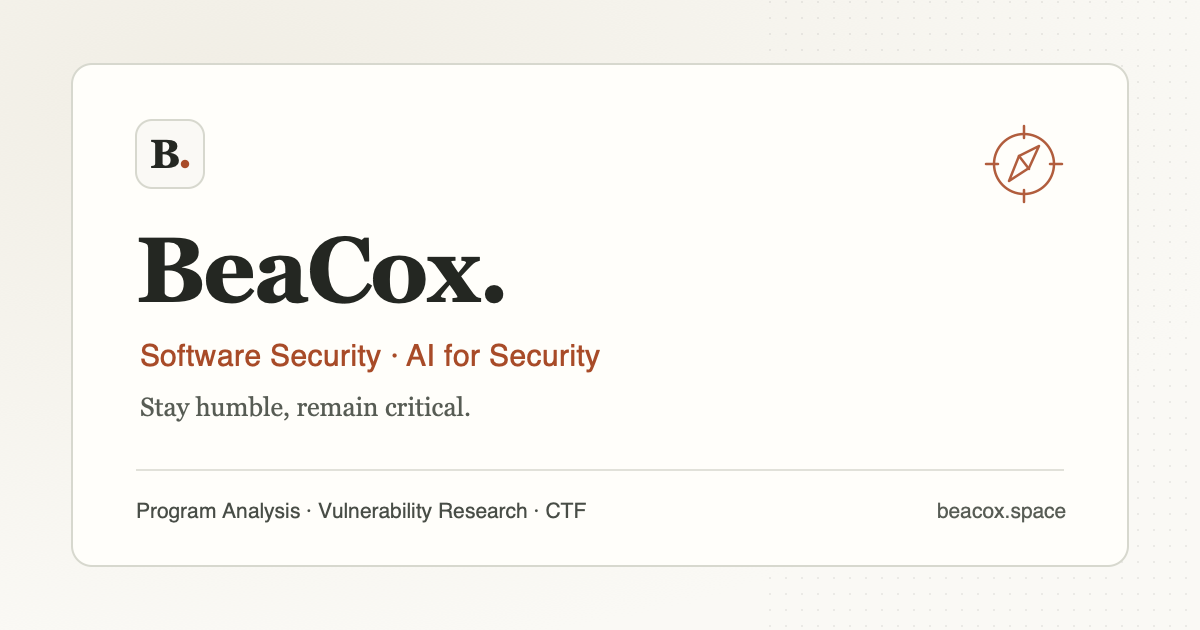 B.
BeaCox.
Software Security · AI for Security
Stay humble, remain critical.
Program Analysis · Vulnerability Research · CTF
beacox.space